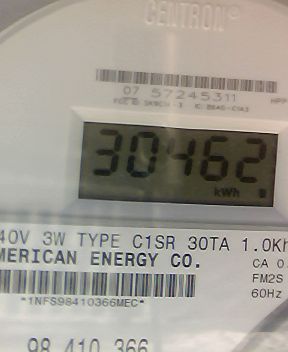 CENTRON®
07 57245311
30462
kWh
40V 3W TYPE C1SR 30TA 1.0Kh
MERICAN ENERGY CO.
CA 0.
FM2S
60Hz
*1NFS98410366MEC*
98 410 366